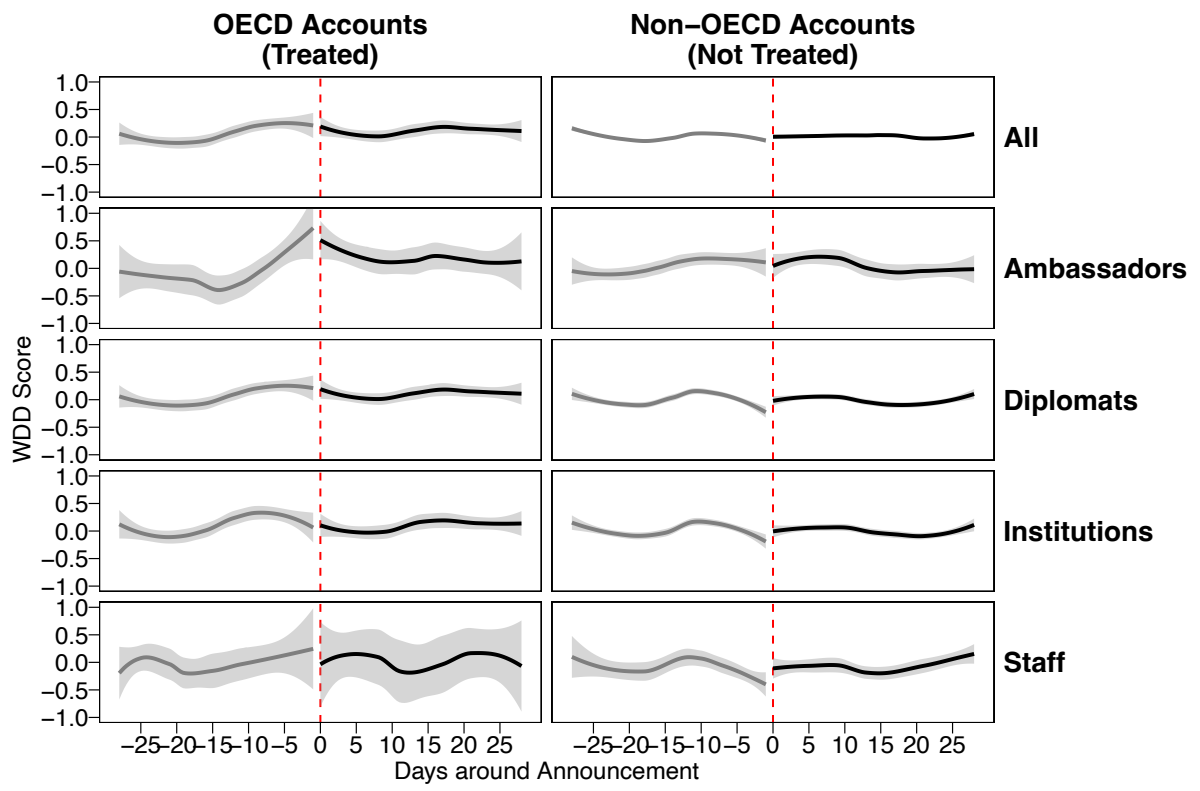 OECD Accounts
(Treated)
Non−OECD Accounts
(Not Treated)
WDD Score
1.0
0.5
0.0
−0.5
−1.0
All
1.0
0.5
0.0
−0.5
−1.0
Ambassadors
1.0
0.5
0.0
−0.5
−1.0
Diplomats
1.0
0.5
0.0
−0.5
−1.0
Institutions
1.0
0.5
0.0
−0.5
−1.0
Staff
−25 −20 −15 −10 −5 0 5 10 15 20 25
−25 −20 −15 −10 −5 0 5 10 15 20 25
Days around Announcement